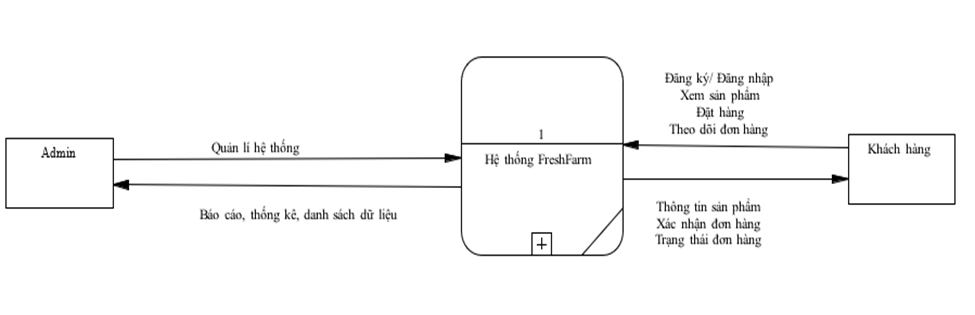 Admin
Quản lí hệ thống
Báo cáo, thống kê, danh sách dữ liệu
1
Hệ thống FreshFarm
Đăng ký/ Đăng nhập
Xem sản phẩm
Đặt hàng
Theo dõi đơn hàng
Thông tin sản phẩm
Xác nhận đơn hàng
Trạng thái đơn hàng
Khách hàng